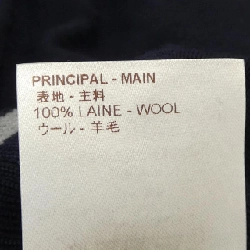 PRINCIPAL - MAIN
表地 - 主料
100% LAINE - WOOL
ウール - 羊毛